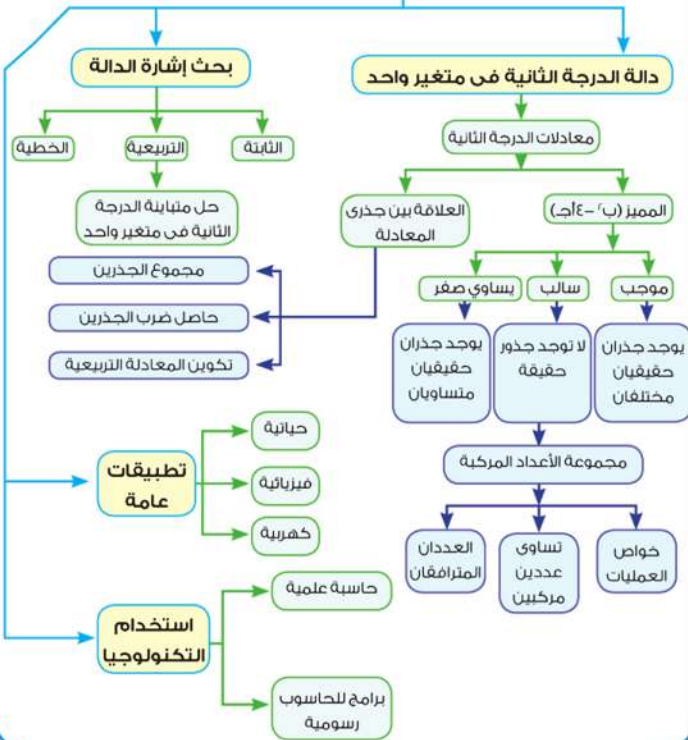 دالة الدرجة الثانية فى متغير واحد
معادلات الدرجة الثانية
المميز (ب٢ -٤أجـ)
موجب
سالب
يساوي صفر
يوجد جذران
حقيقيان
مختلفان
لا توجد جذور
حقيقة
يوجد جذران
حقيقيان
متساويان
مجموعة الأعداد المركبة
خواص
العمليات
تساوى
عددين
مركبين
العددان
المترافقان
العلاقة بين جذرى
المعادلة
مجموع الجذرين
حاصل ضرب الجذرين
تكوين المعادلة التربيعية
بحث إشارة الدالة
الثابتة
التربيعية
الخطية
حل متباينة الدرجة
الثانية فى متغير واحد
تطبيقات
عامة
حياتية
فيزيائية
كهربية
استخدام
التكنولوجيا
حاسبة علمية
برامج للحاسوب
رسومية